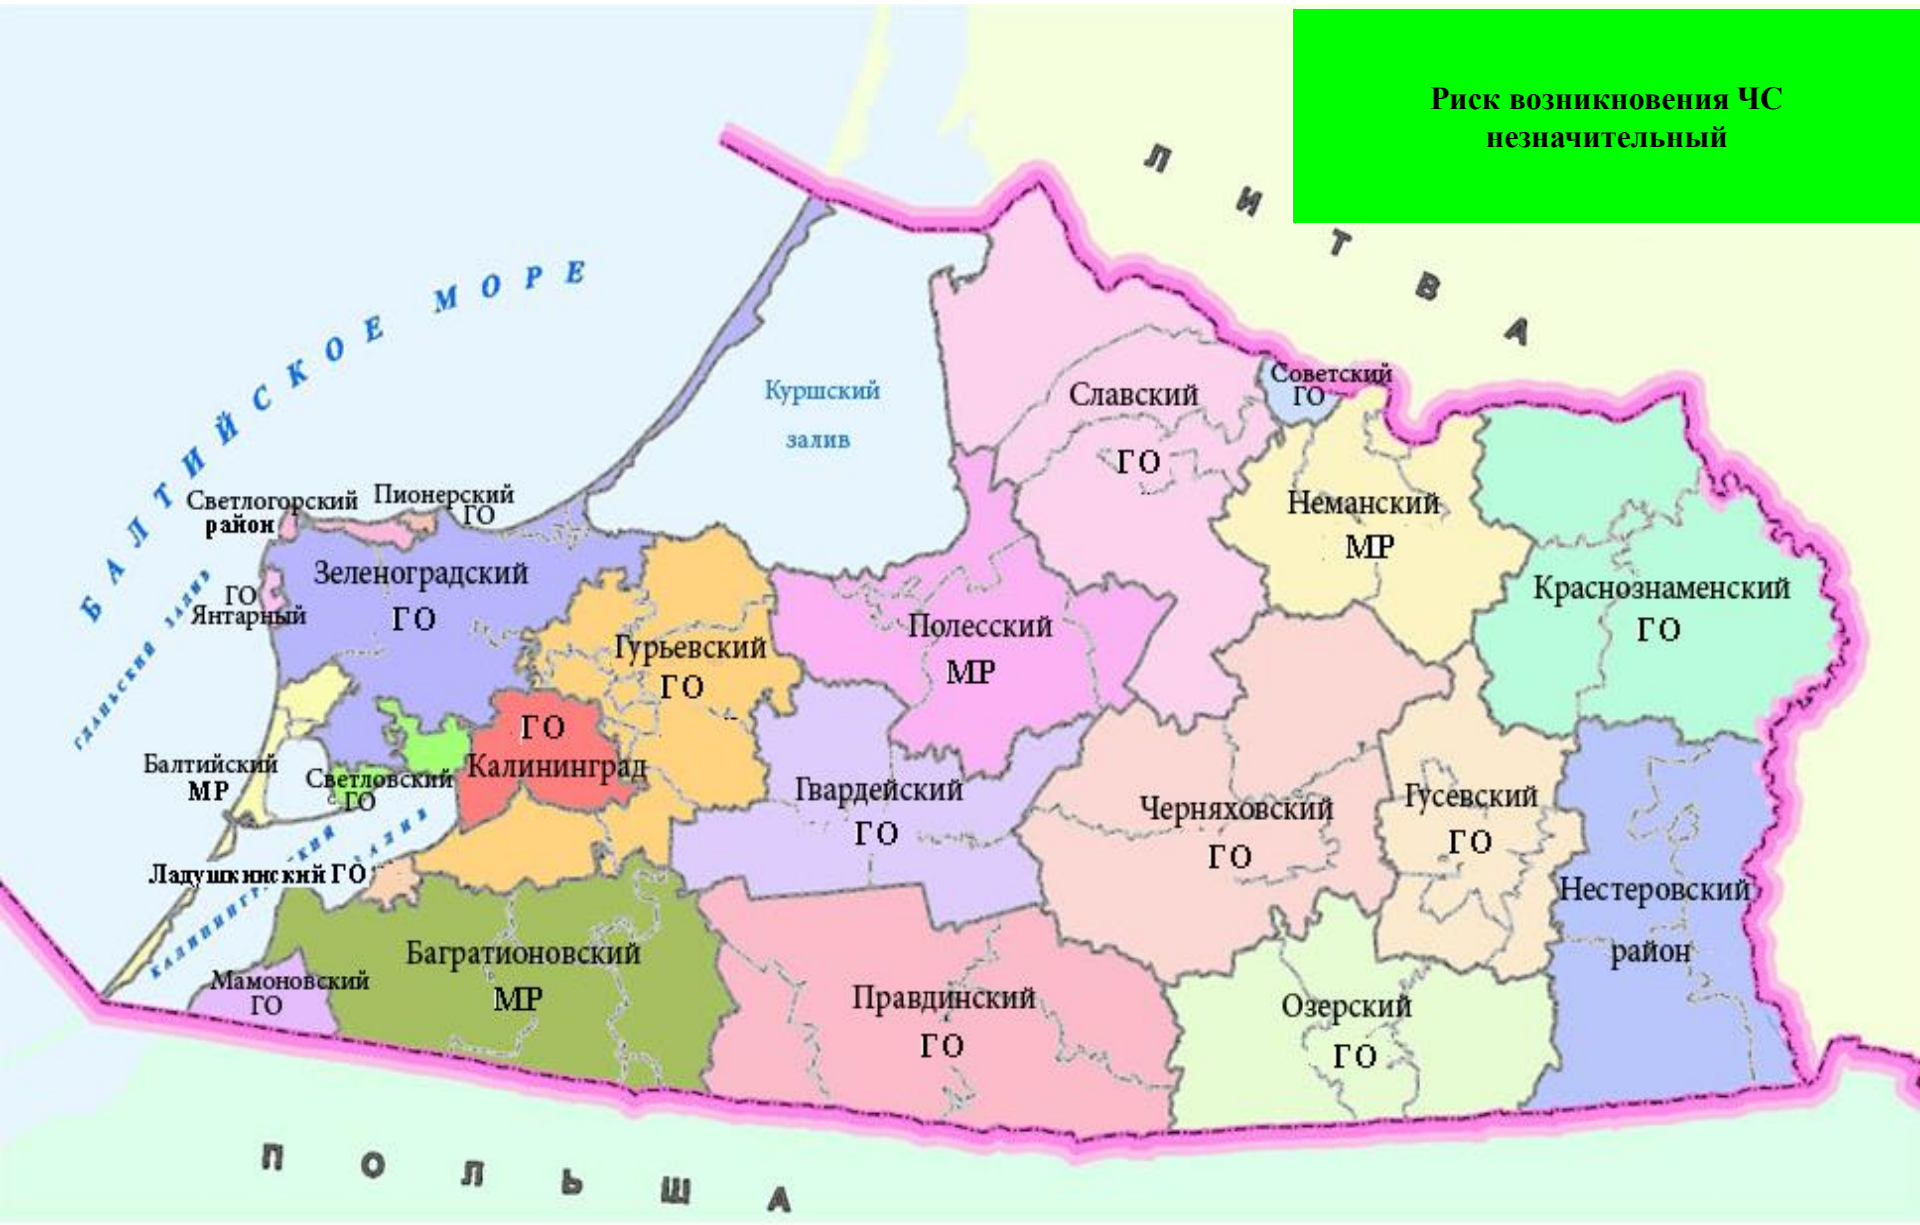 Риск возникновения ЧС
незначительный
ЛИТВА
БАЛТИЙСКОЕ МОРЕ
Куршский
залив
Славский
ГО
Советский
ГО
Неманский
МР
Краснознаменский
ГО
Светлогорский
район
Пионерский
ГО
Зеленоградский
ГО
ГО
Янтарный
ГДАНЬСКИЙ ЗАЛИВ
Гурьевский
ГО
Полесский
МР
ГО
Калининград
Балтийский
МР
Светловский
ГО
Гвардейский
ГО
Черняховский
ГО
Гусевский
ГО
Нестеровский
район
Ладушкинский ГО
Багратионовский
МР
Мамоновский
ГО
Правдинский
ГО
Озерский
ГО
ПОЛЬША